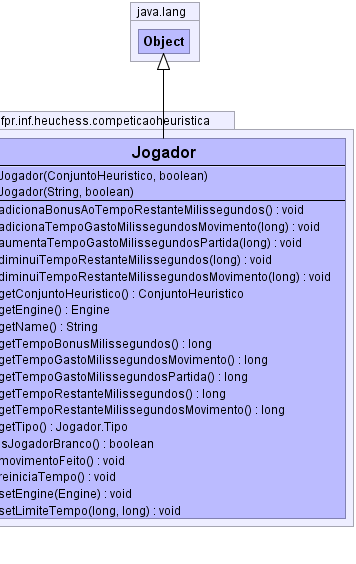 java.lang
Object
fpr.inf.heuchess.competicaoheuristica
Jogador
Jogador(ConjuntoHeuristico, boolean)
Jogador(String, boolean)
adicionaBonusAoTempoRestanteMilissegundos() : void
adicionaTempoGastoMilissegundosMovimento(long) : void
aumentaTempoGastoMilissegundosPartida(long) : void
diminuiTempoRestanteMilissegundos(long) : void
diminuiTempoRestanteMilissegundosMovimento(long) : void
getConjuntoHeuristico() : ConjuntoHeuristico
getEngine() : Engine
getName() : String
getTempoBonusMilissegundos() : long
getTempoGastoMilissegundosMovimento() : long
getTempoGastoMilissegundosPartida() : long
getTempoRestanteMilissegundos() : long
getTempoRestanteMilissegundosMovimento() : long
getTipo() : Jogador.Tipo
isJogadorBranco() : boolean
movimentoFeito() : void
reiniciaTempo() : void
setEngine(Engine) : void
setLimiteTempo(long, long) : void